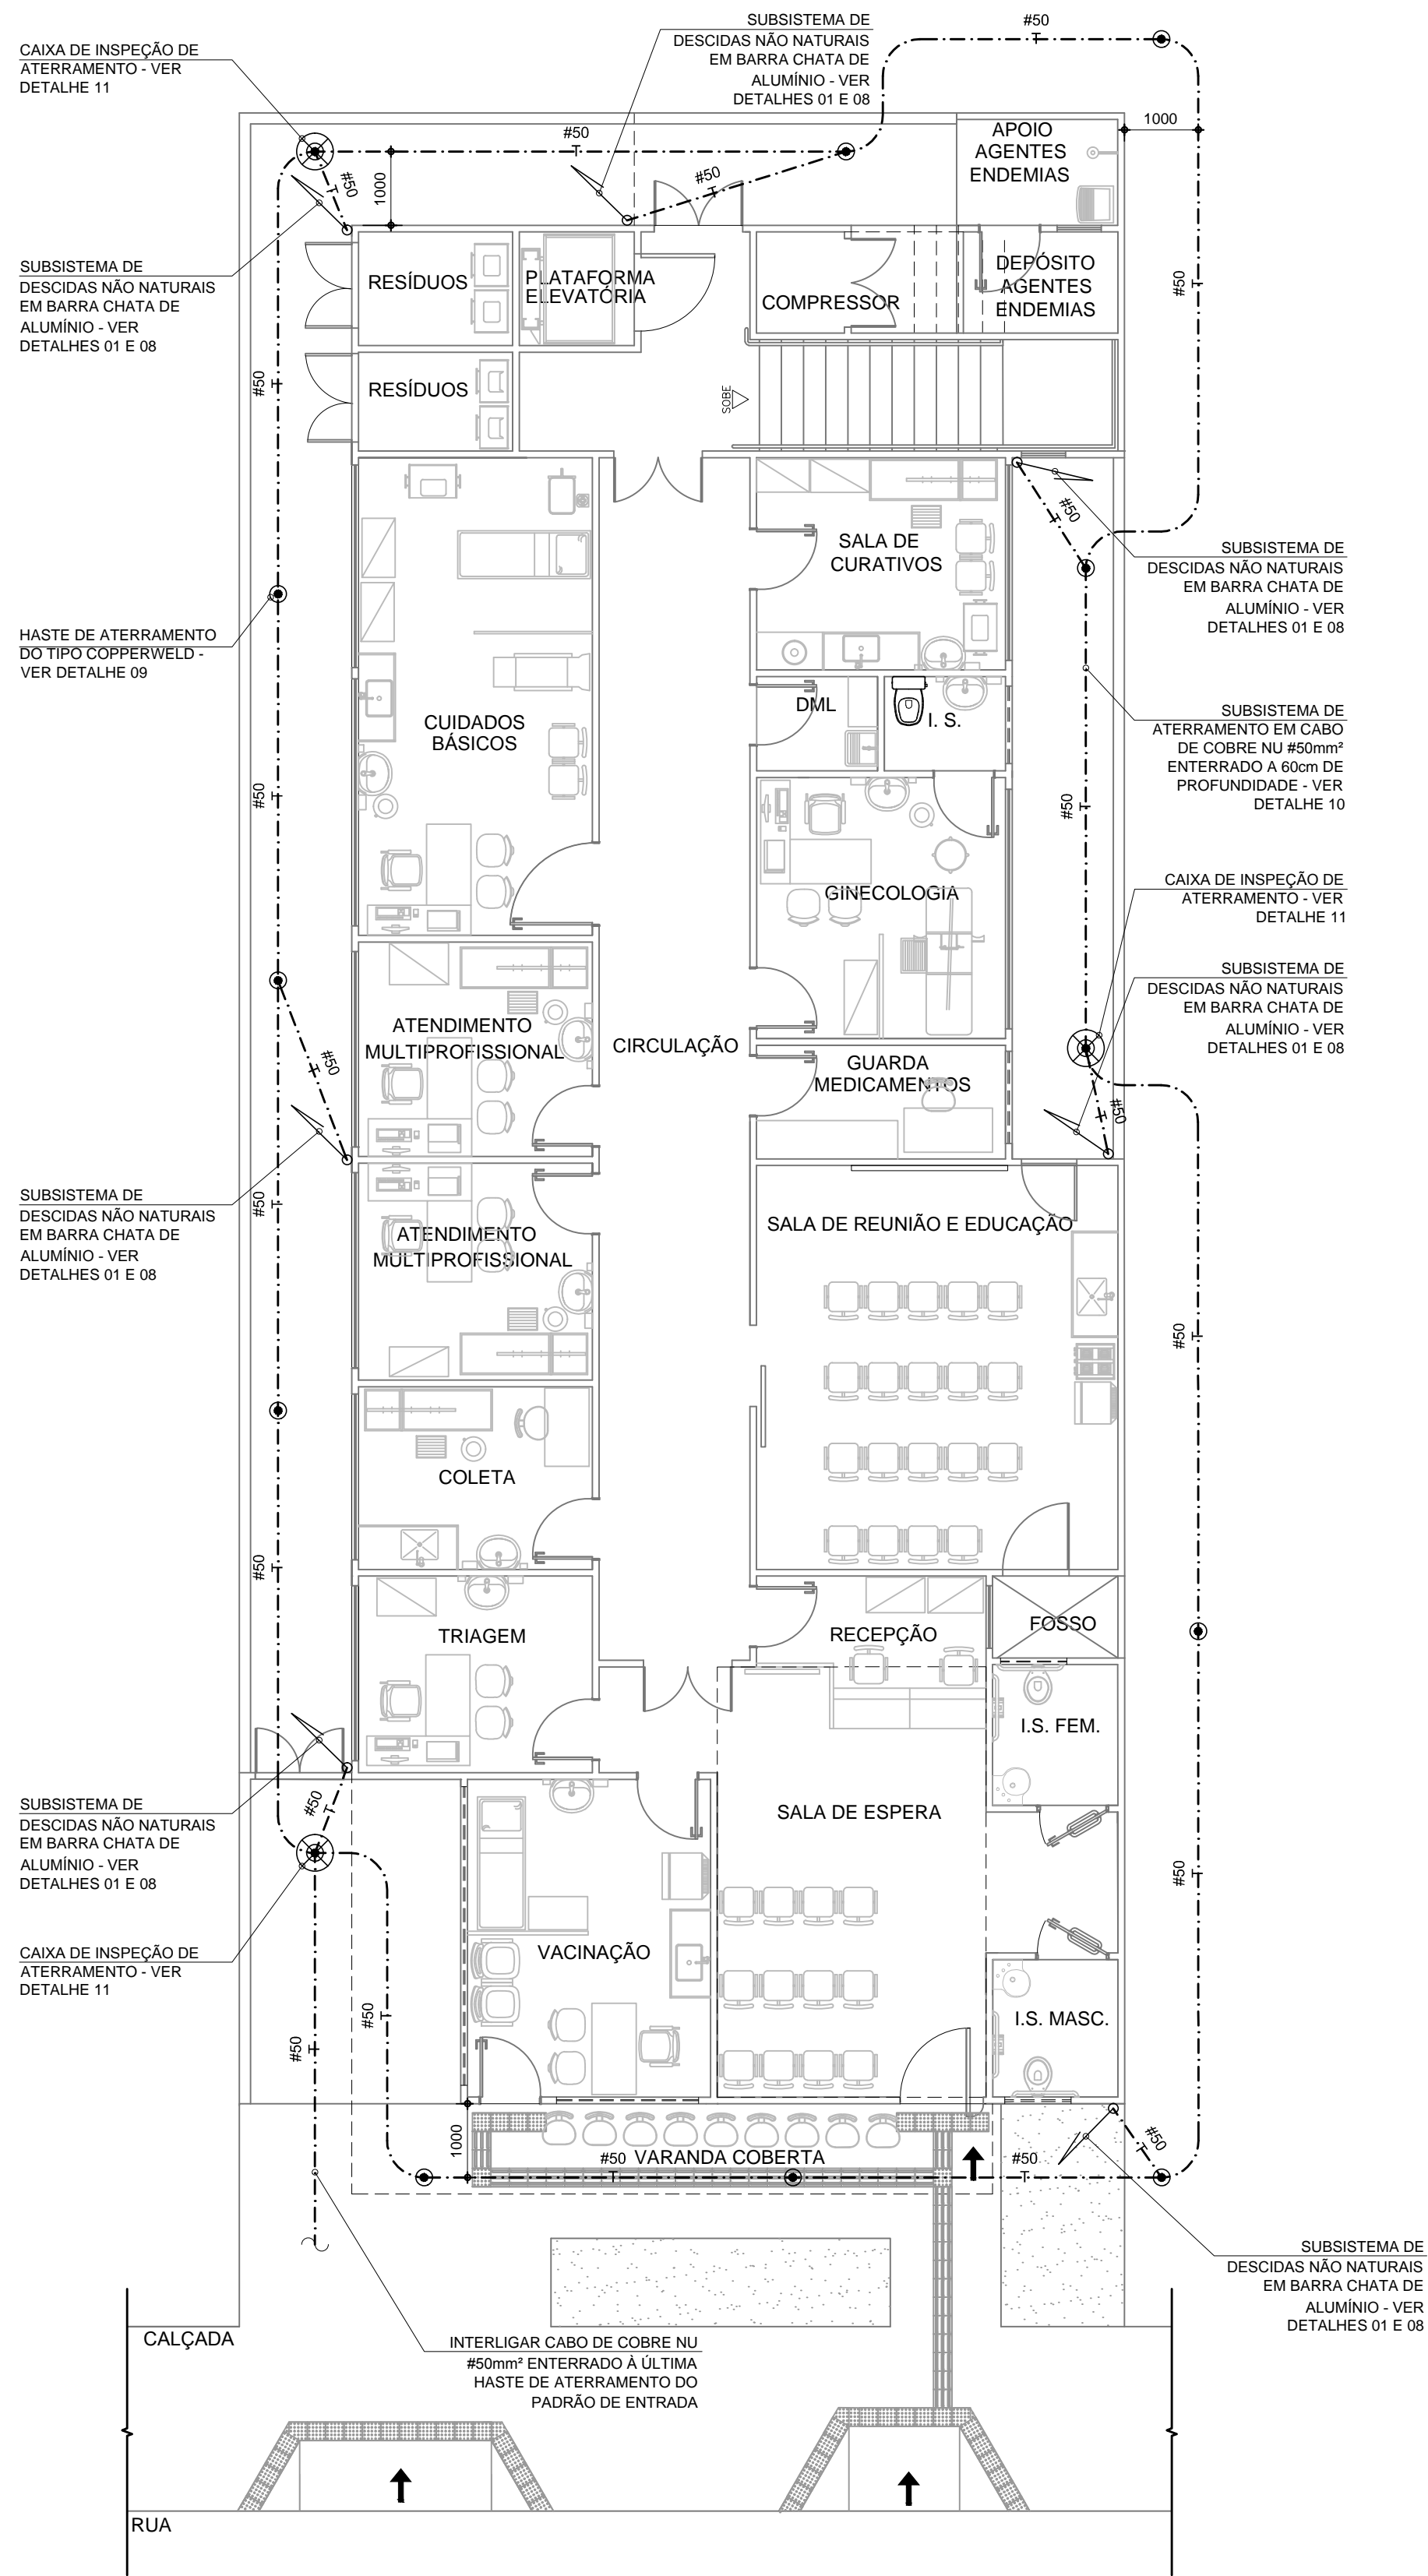 #50
SUBSISTEMA DE
DESCIDAS NÃO NATURAIS
EM BARRA CHATA DE
ALUMÍNIO - VER
DETALHES 01 E 08
CAIXA DE INSPEÇÃO DE
ATERRAMENTO - VER
DETALHE 11
#50
1000
APOIO
AGENTES
ENDEMIAS
#50
#50
1000
SUBSISTEMA DE
DESCIDAS NÃO NATURAIS
EM BARRA CHATA DE
ALUMÍNIO - VER
DETALHES 01 E 08
RESÍDUOS
PLATAFORMA
ELEVATÓRIA
COMPRESSOR
DEPÓSITO
AGENTES
ENDEMIAS
#50
#50
RESÍDUOS
SOBE
#50
SALA DE
CURATIVOS
SUBSISTEMA DE
DESCIDAS NÃO NATURAIS
EM BARRA CHATA DE
ALUMÍNIO - VER
DETALHES 01 E 08
HASTE DE ATERRAMENTO
DO TIPO COPPERWELD -
VER DETALHE 09
CUIDADOS
BÁSICOS
DML
I. S.
SUBSISTEMA DE
ATERRAMENTO EM CABO
DE COBRE NU #50mm²
ENTERRADO A 60cm DE
PROFUNDIDADE - VER
DETALHE 10
#50
#50
GINECOLOGIA
CAIXA DE INSPEÇÃO DE
ATERRAMENTO - VER
DETALHE 11
SUBSISTEMA DE
DESCIDAS NÃO NATURAIS
EM BARRA CHATA DE
ALUMÍNIO - VER
DETALHES 01 E 08
ATENDIMENTO
MULTIPROFISSIONAL
CIRCULAÇÃO
GUARDA
MEDICAMENTOS
#50
#50
SUBSISTEMA DE
DESCIDAS NÃO NATURAIS
EM BARRA CHATA DE
ALUMÍNIO - VER
DETALHES 01 E 08
#50
ATENDIMENTO
MULTIPROFISSIONAL
SALA DE REUNIÃO E EDUCAÇÃO
#50
COLETA
#50
TRIAGEM
RECEPÇÃO
FOSSO
I.S. FEM.
SUBSISTEMA DE
DESCIDAS NÃO NATURAIS
EM BARRA CHATA DE
ALUMÍNIO - VER
DETALHES 01 E 08
#50
SALA DE ESPERA
#50
CAIXA DE INSPEÇÃO DE
ATERRAMENTO - VER
DETALHE 11
VACINAÇÃO
#50
#50
I.S. MASC.
1000
#50
VARANDA COBERTA
#50
#50
SUBSISTEMA DE
DESCIDAS NÃO NATURAIS
EM BARRA CHATA DE
ALUMÍNIO - VER
DETALHES 01 E 08
CALÇADA
INTERLIGAR CABO DE COBRE NU
#50mm² ENTERRADO À ÚLTIMA
HASTE DE ATERRAMENTO DO
PADRÃO DE ENTRADA
RUA